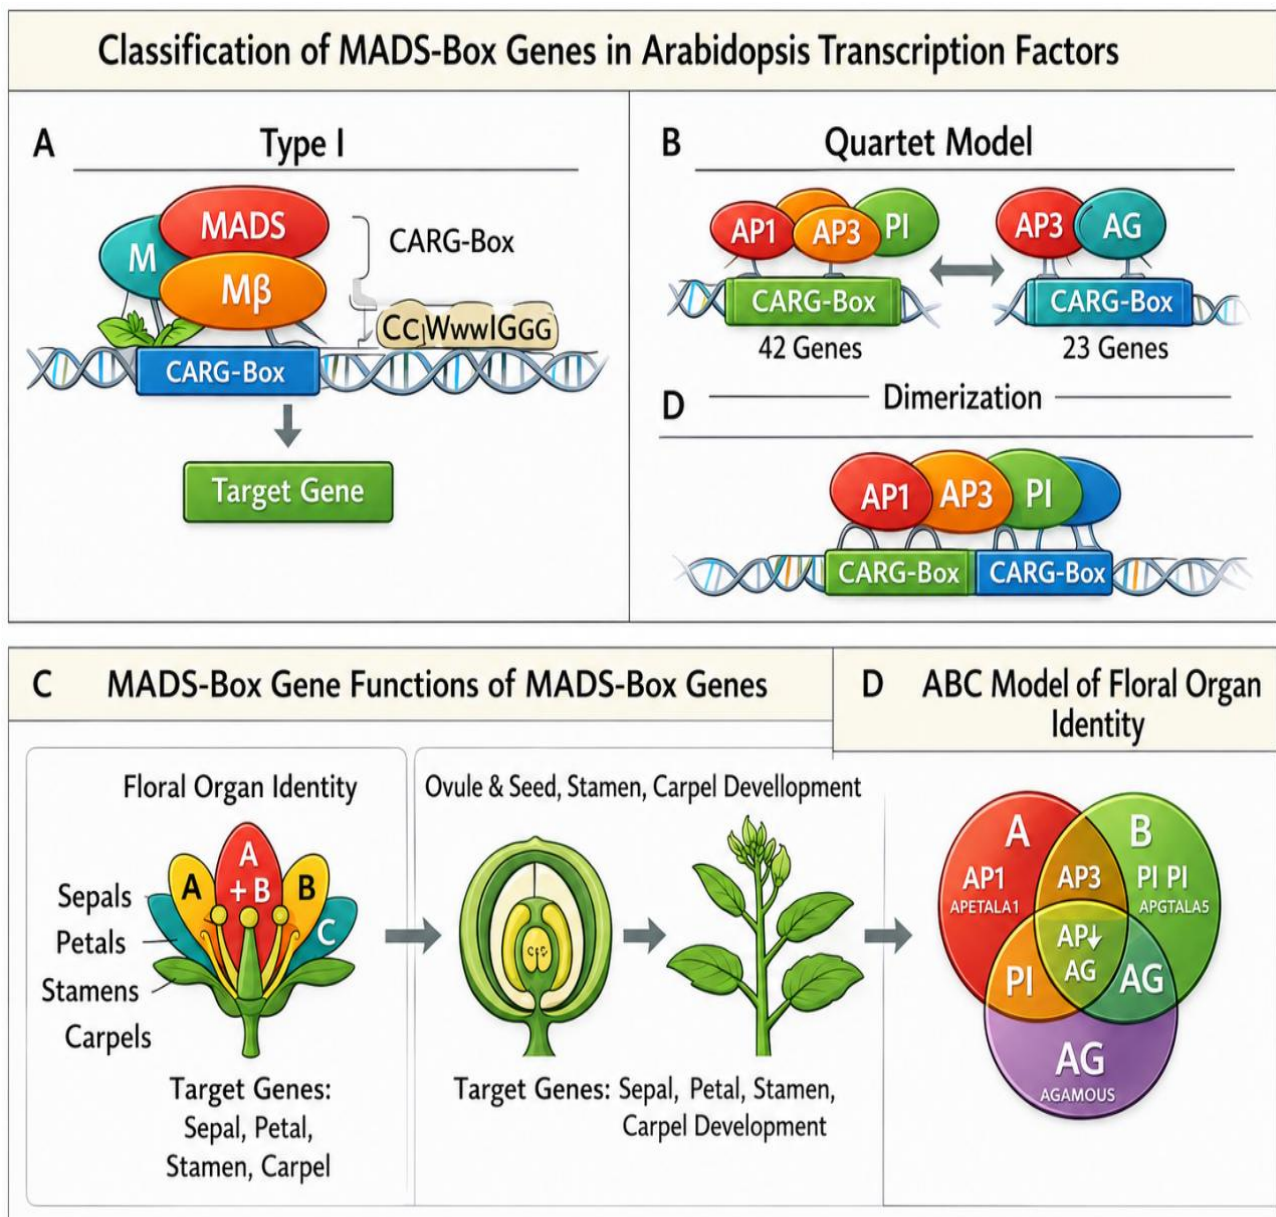 Classification of MADS-Box Genes in Arabidopsis Transcription Factors
A
Type I
M
MADS
Mβ
CARG-Box
CC|WwwIGGG
CARG-Box
Target Gene
B
Quartet Model
AP1
AP3
PI
AP3
AG
CARG-Box
CARG-Box
42 Genes
23 Genes
D
Dimerization
AP1
AP3
PI
CARG-Box
CARG-Box
C
MADS-Box Gene Functions of MADS-Box Genes
Floral Organ Identity
Sepals
Petals
Stamens
Carpels
A
A
+ B
B
C
Target Genes:
Sepal, Petal,
Stamen, Carpel
Ovule & Seed, Stamen, Carpel Devellopment
Target Genes: Sepal, Petal, Stamen,
Carpel Development
D
ABC Model of Floral Organ
Identity
A
B
AP1
APETALA1
AP3
PI PI
APGTALA5
AP↓
AG
PI
AG
AG
AGAMOUS